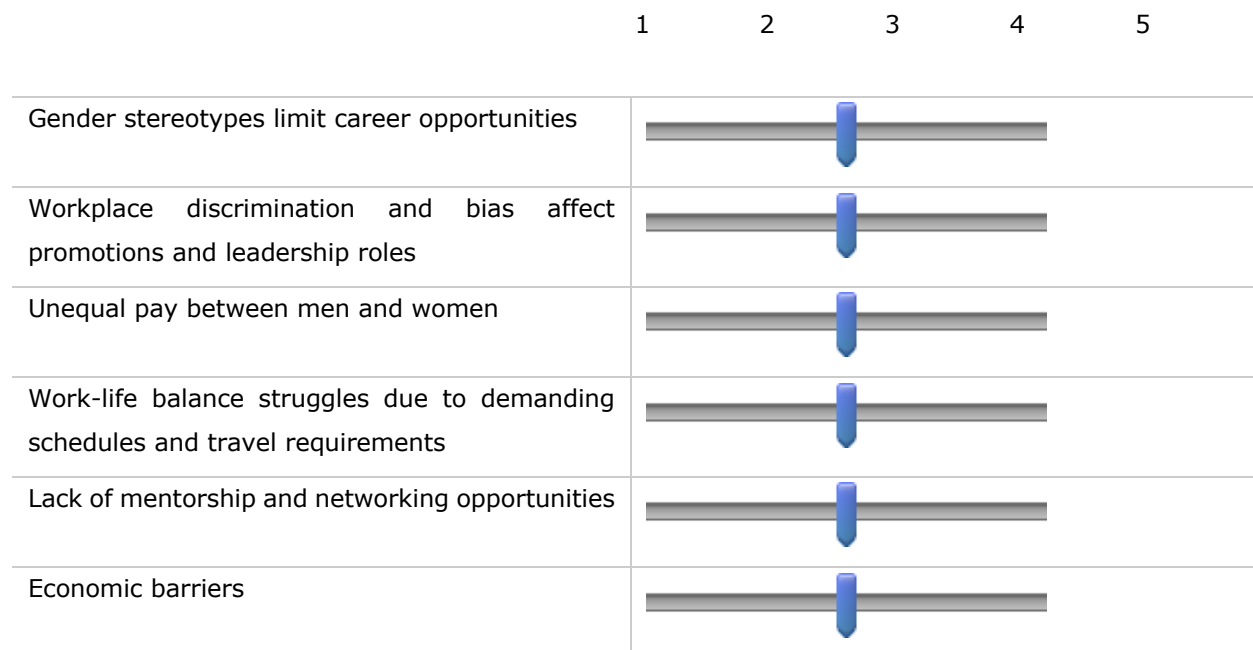 1 2 3 4 5
Gender stereotypes limit career opportunities
Workplace discrimination and bias affect
promotions and leadership roles
Unequal pay between men and women
Work-life balance struggles due to demanding
schedules and travel requirements
Lack of mentorship and networking opportunities
Economic barriers